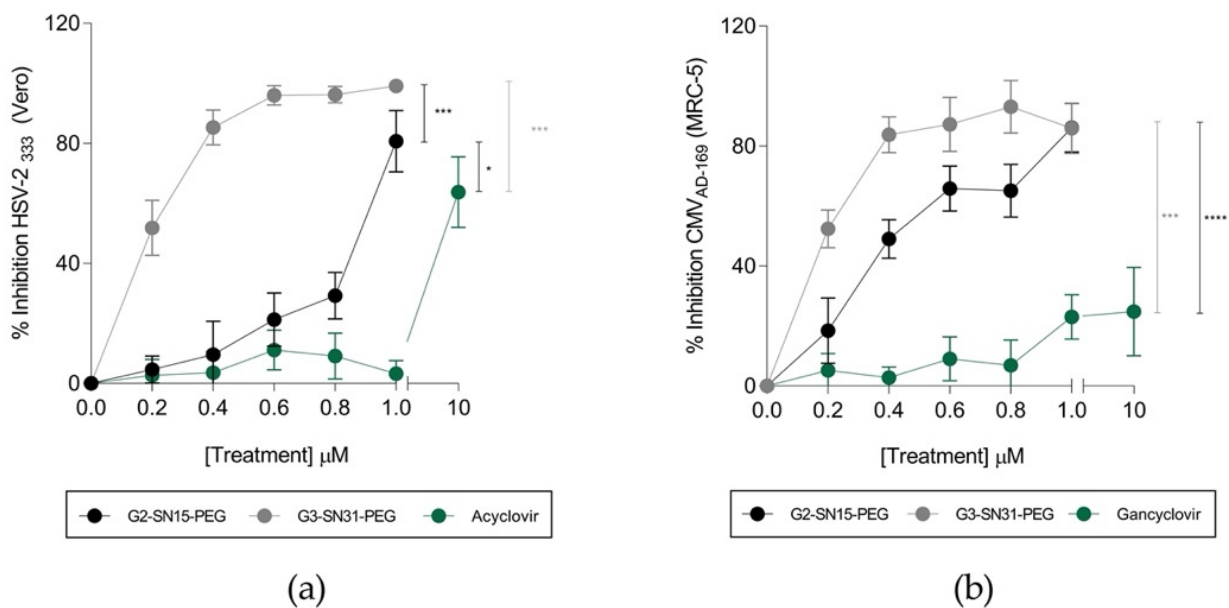 120
80
40
0
% Inhibition HSV-2 333 (Vero)
***
***
*
0.0 0.2 0.4 0.6 0.8 1.0 10
[Treatment] μM
G2-SN15-PEG G3-SN31-PEG Acyclovir
(a)
120
80
40
0
% Inhibition CMVAD-169 (MRC-5)
***
****
0.0 0.2 0.4 0.6 0.8 1.0 10
[Treatment] μM
G2-SN15-PEG G3-SN31-PEG Gancyclovir
(b)